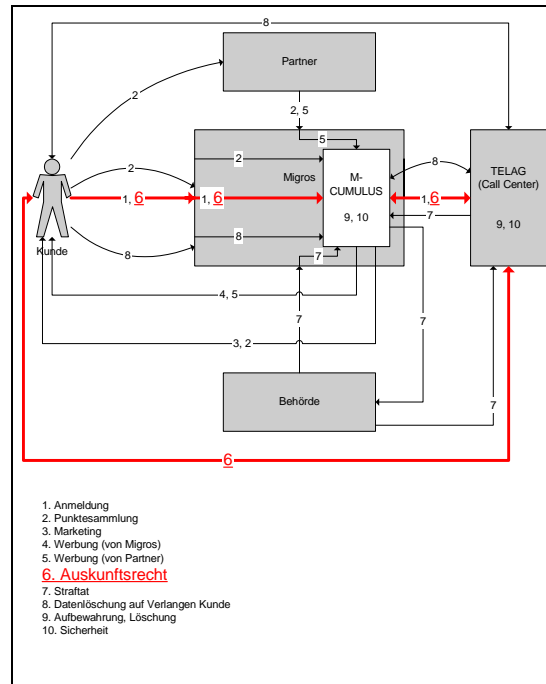 8
Partner
2
2, 5
5
2
2
Migros
M-
CUMULUS
9, 10
8
TELAG
(Call Center)
9, 10
1, 6
1, 6
1,6
7
Kunde
8
8
7
4, 5
7
7
3, 2
Behörde
7
6
1. Anmeldung
2. Punktesammlung
3. Marketing
4. Werbung (von Migros)
5. Werbung (von Partner)
6. Auskunftsrecht
7. Straftat
8. Datenlöschung auf Verlangen Kunde
9. Aufbewahrung, Löschung
10. Sicherheit